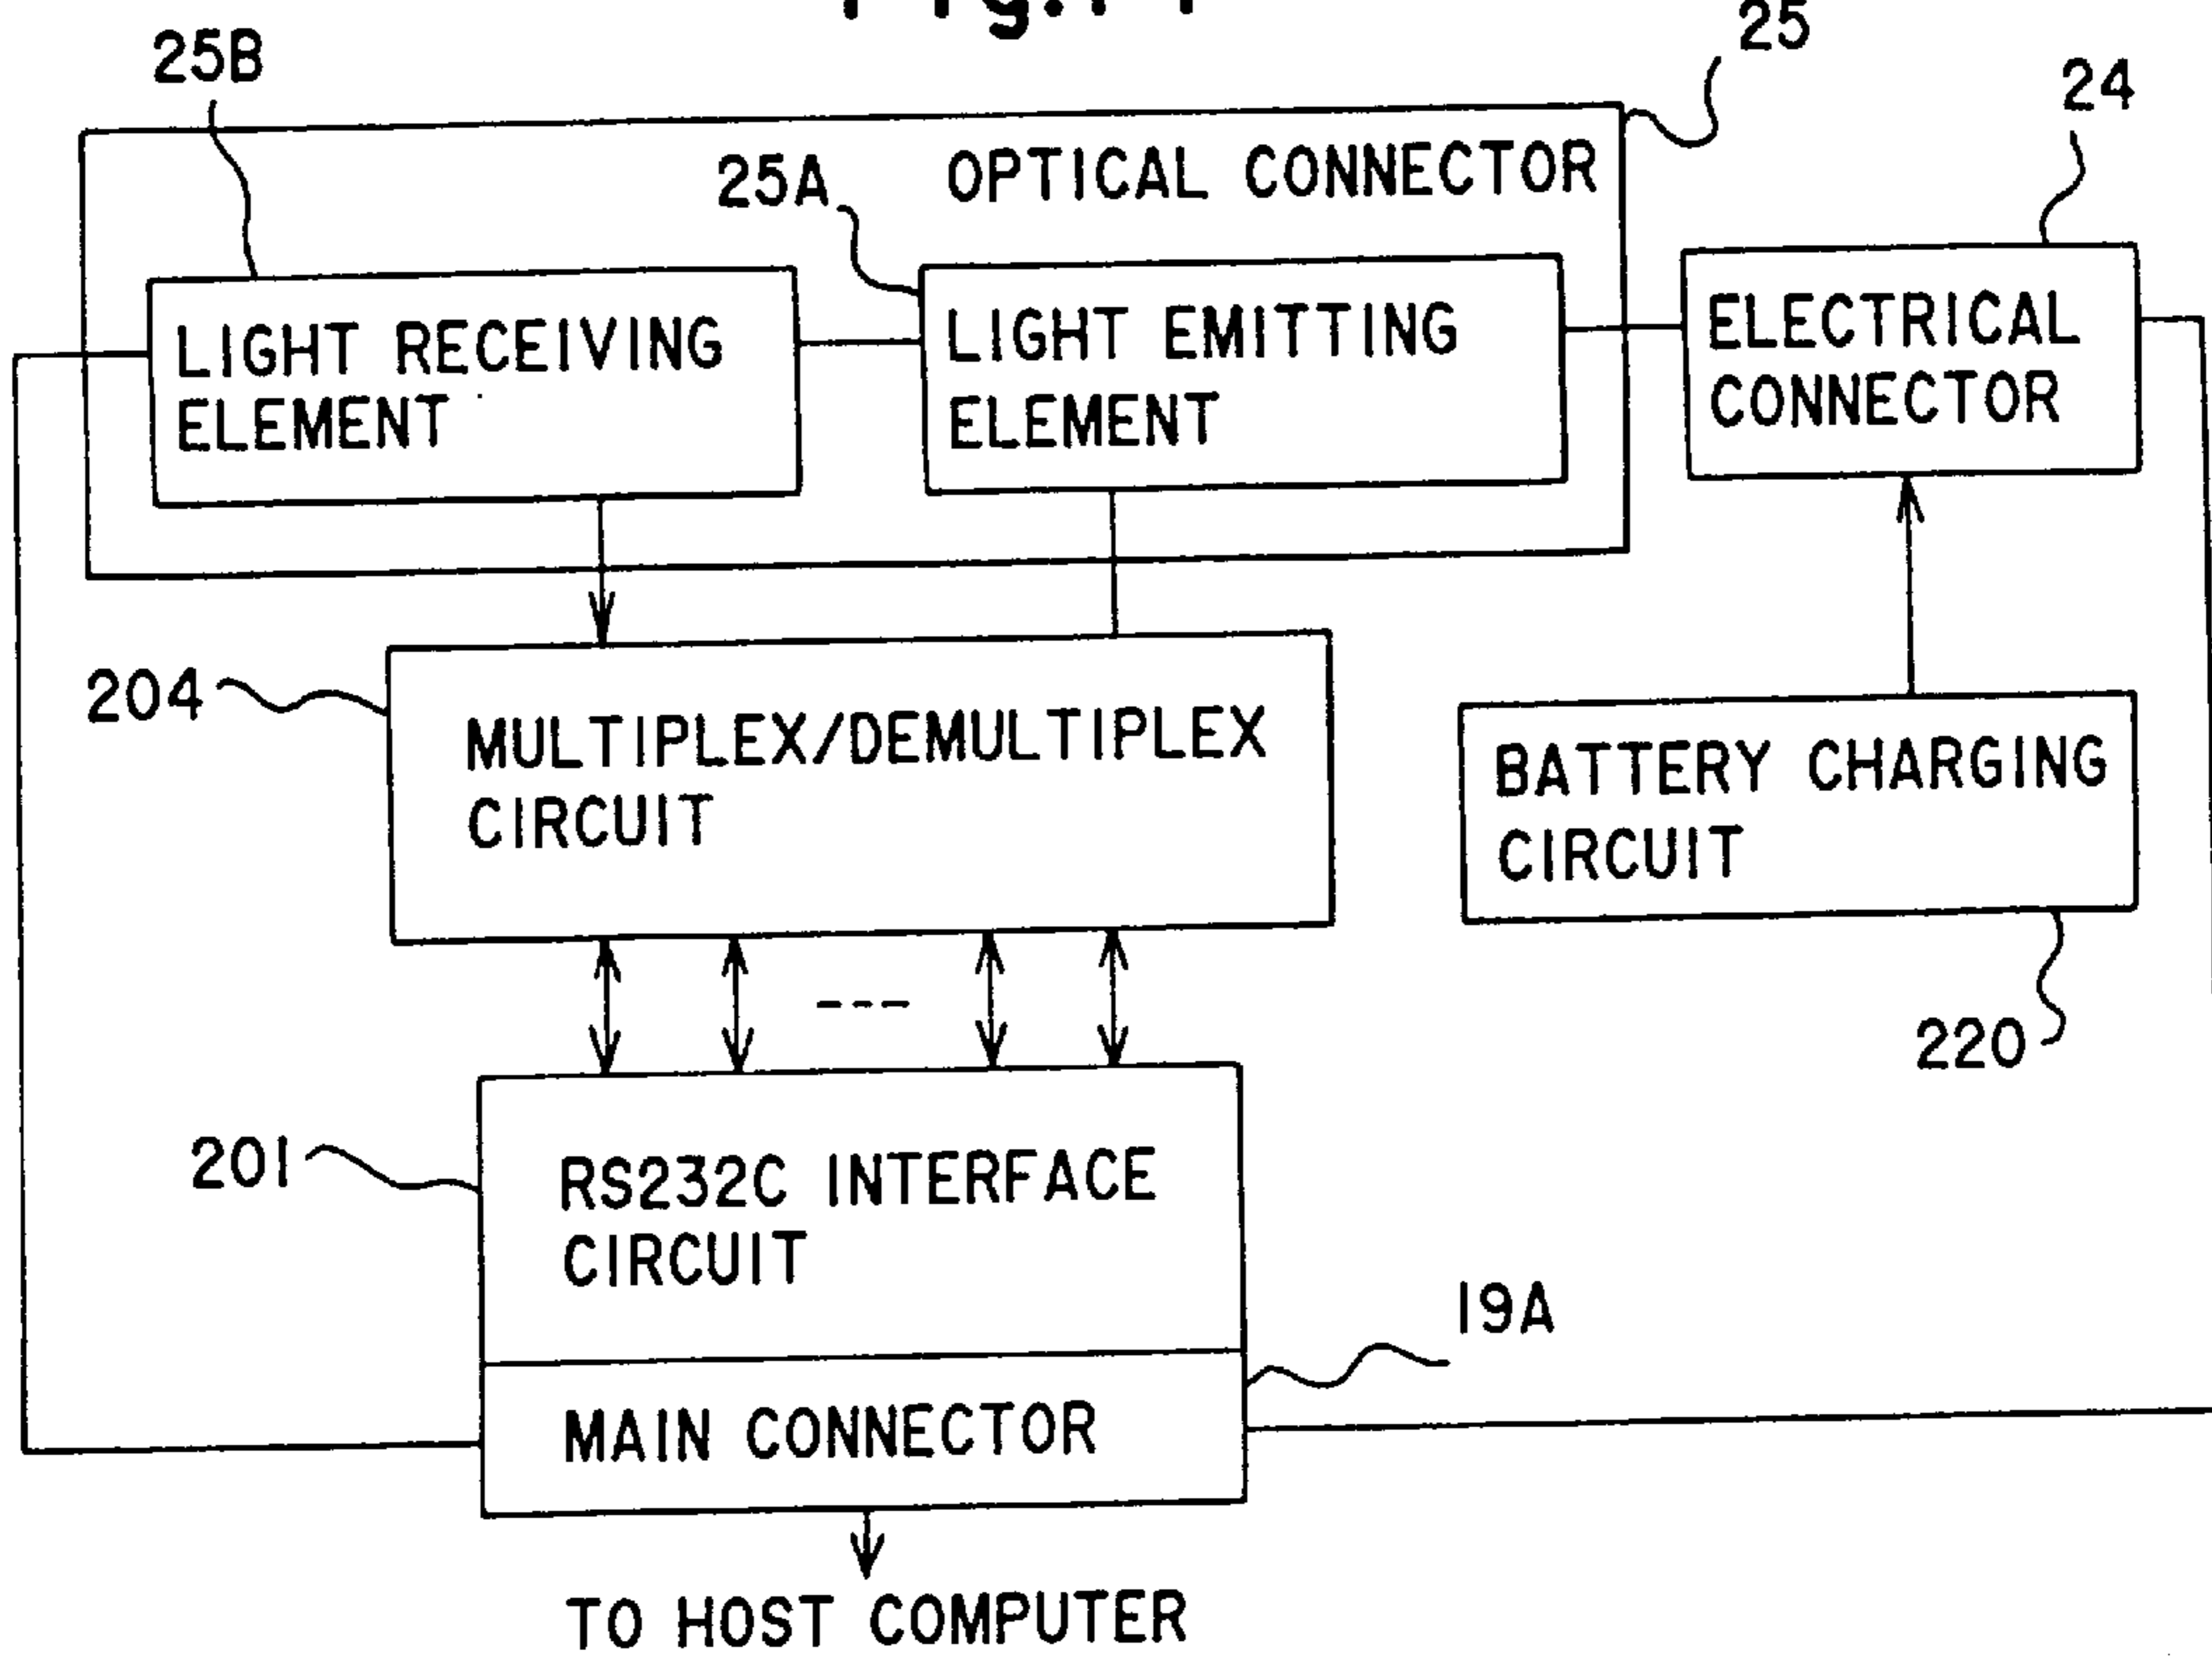 25B
25
24
25A
OPTICAL CONNECTOR
LIGHT RECEIVING
ELEMENT
LIGHT EMITTING
ELEMENT
ELECTRICAL
CONNECTOR
204
MULTIPLEX/DEMULTIPLEX
CIRCUIT
BATTERY CHARGING
CIRCUIT
---
220
201
RS232C INTERFACE
CIRCUIT
19A
MAIN CONNECTOR
TO HOST COMPUTER